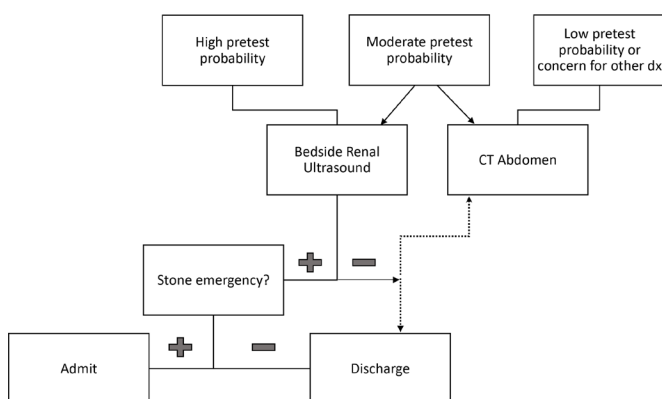 High pretest
probability
Moderate pretest
probability
Low pretest
probability or
concern for other dx
Bedside Renal
Ultrasound
CT Abdomen
Stone emergency?
Admit
Discharge